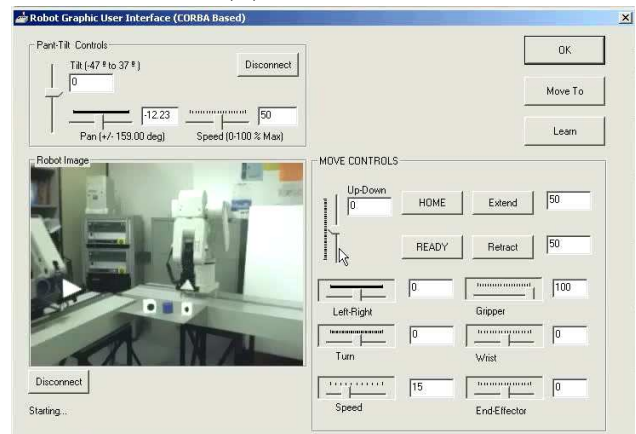 Robot Graphic User Interface (CORBA Based)
Pant-Tilt Controls
Tilt (-47 º to 37 º )
0
Disconnect
-12.23
50
Pan (+/- 159.00 deg)
Speed (0-100 % Max)
OK
Move To
Learn
Robot Image
Disconnect
Starting...
MOVE CONTROLS
Up-Down
0
HOME
Extend
50
READY
Retract
50
0
100
Left-Right
Gripper
0
0
Turn
Wrist
15
0
Speed
End-Effector